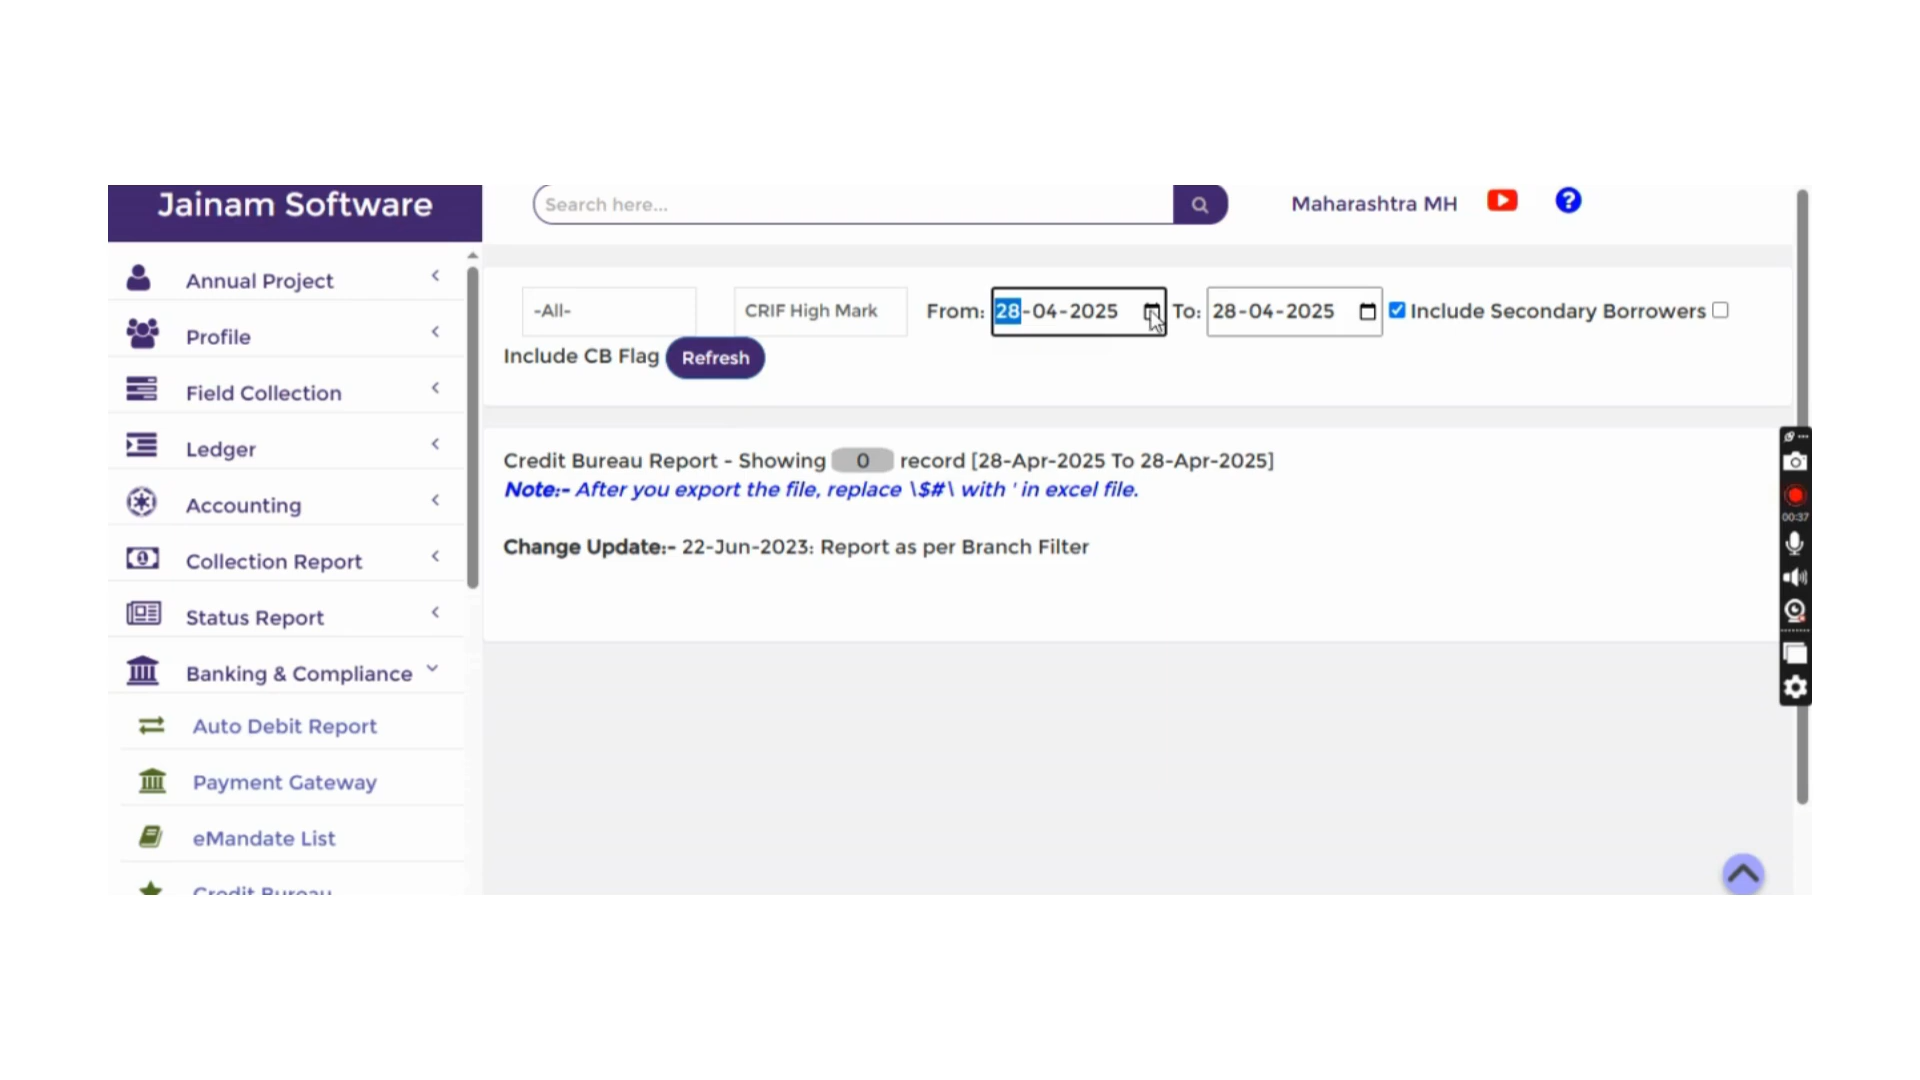 Jainam Software
Search here...
Maharashtra MH
?
Annual Project
Profile
Field Collection
Ledger
Accounting
Collection Report
Status Report
Banking & Compliance
Auto Debit Report
Payment Gateway
eMandate List
Credit Bureau
-All-
CRIF High Mark
From: 28-04-2025 To: 28-04-2025 Include Secondary Borrowers
Include CB Flag Refresh
Credit Bureau Report - Showing 0 record [28-Apr-2025 To 28-Apr-2025]
Note:- After you export the file, replace \$#\ with ' in excel file.
Change Update:- 22-Jun-2023: Report as per Branch Filter
00:37